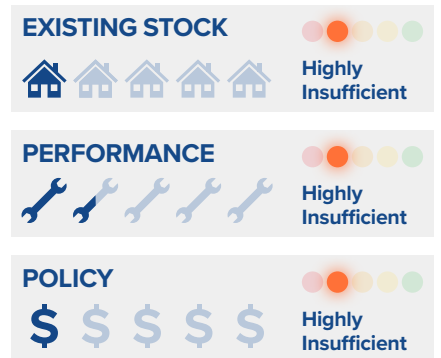 EXISTING STOCK
Highly
Insufficient
PERFORMANCE
Highly
Insufficient
POLICY
$ $ $ $ $
Highly
Insufficient